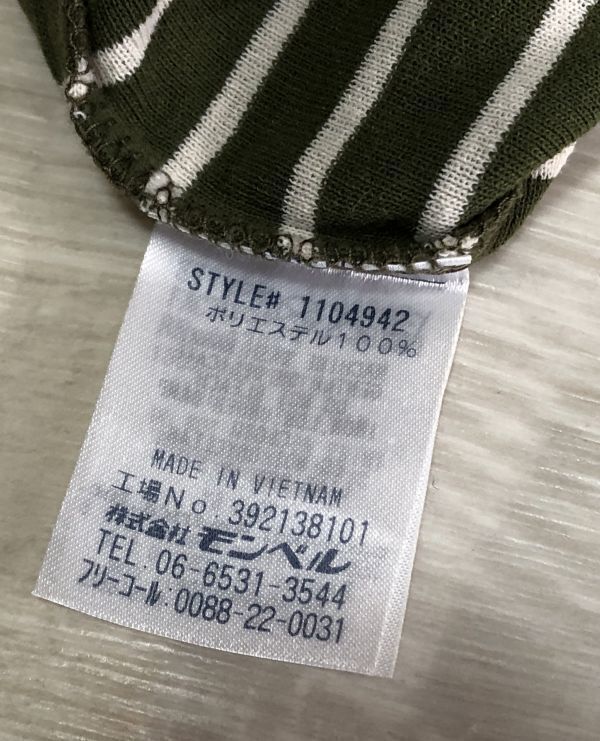 STYLE# 1104942
ポリエステル100%
MADE IN VIETNAM
工場No.392138101
株式会社 モンベル
TEL.06-6531-3544
フリーコール:0088-22-0031